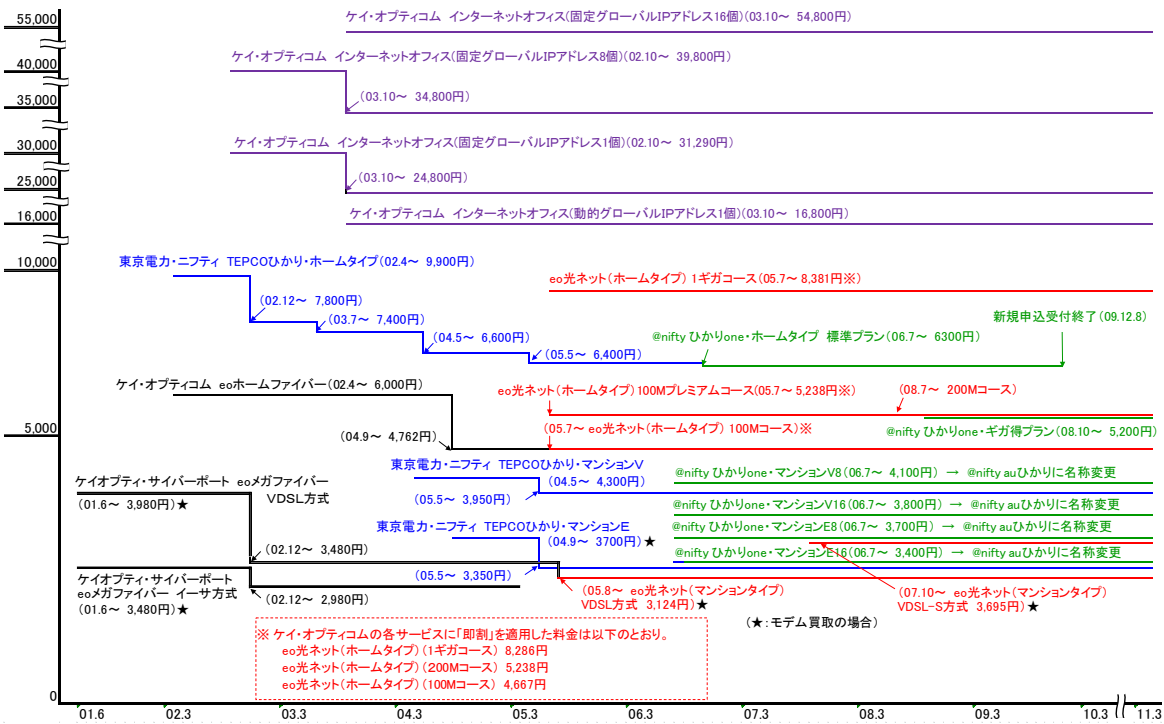 55,000
ケイ・オプティコム インターネットオフィス(固定グローバルIPアドレス16個)(03.10～ 54,800円)
ケイ・オプティコム インターネットオフィス(固定グローバルIPアドレス8個)(02.10～ 39,800円)
40,000
(03.10～ 34,800円)
35,000
ケイ・オプティコム インターネットオフィス(固定グローバルIPアドレス1個)(02.10～ 31,290円)
30,000
(03.10～ 24,800円)
25,000
ケイ・オプティコム インターネットオフィス(動的グローバルIPアドレス1個)(03.10～ 16,800円)
16,000
10,000
東京電力・ニフティ TEPCOひかり・ホームタイプ(02.4～ 9,900円)
(02.12～ 7,800円)
(03.7～ 7,400円)
(04.5～ 6,600円)
(05.5～ 6,400円)
eo光ネット(ホームタイプ) 1ギガコース(05.7～ 8,381円※)
@nifty ひかりone・ホームタイプ 標準プラン(06.7～ 6300円)
新規申込受付終了(09.12.8)
ケイ・オプティコム eoホームファイバー(02.4～ 6,000円)
(04.9～ 4,762円)
eo光ネット(ホームタイプ) 100Mプレミアムコース(05.7～ 5,238円※)
(08.7～ 200Mコース)
5,000
(05.7～ eo光ネット(ホームタイプ) 100Mコース)※
@nifty ひかりone・ギガ得プラン(08.10～ 5,200円)
東京電力・ニフティ TEPCOひかり・マンションV
(04.5～ 4,300円)
(05.5～ 3,950円)
@nifty ひかりone・マンションV8(06.7～ 4,100円) → @nifty auひかりに名称変更
ケイオプティ・サイバーポート eoメガファイバー
VDSL方式
(01.6～ 3,980円)★
@nifty ひかりone・マンションV16(06.7～ 3,800円) → @nifty auひかりに名称変更
東京電力・ニフティ TEPCOひかり・マンションE
(04.9～ 3700円)★
@nifty ひかりone・マンションE8(06.7～ 3,700円) → @nifty auひかりに名称変更
(02.12～ 3,480円)
@nifty ひかりone・マンションE16(06.7～ 3,400円) → @nifty auひかりに名称変更
(05.5～ 3,350円)
ケイオプティ・サイバーポート
eoメガファイバー イーサ方式
(01.6～ 3,480円)★
(02.12～ 2,980円)
(05.8～ eo光ネット(マンションタイプ)
VDSL方式 3,124円)★
(07.10～ eo光ネット(マンションタイプ)
VDSL-S方式 3,695円)★
(★:モデム買取の場合)
※ ケイ・オプティコムの各サービスに「即割」を適用した料金は以下のとおり。
eo光ネット(ホームタイプ)(1ギガコース) 8,286円
eo光ネット(ホームタイプ)(200Mコース) 5,238円
eo光ネット(ホームタイプ)(100Mコース) 4,667円
0
01.6 02.3 03.3 04.3 05.3 06.3 07.3 08.3 09.3 10.3 11.3